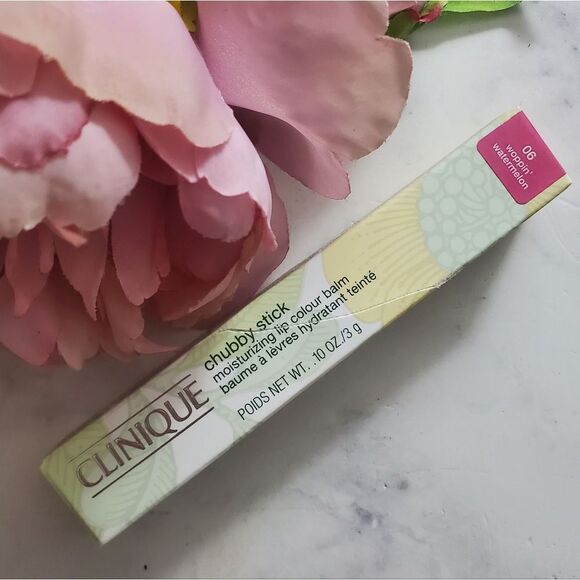 06
woppin'
watermelon
CLINIQUE
chubby stick
moisturizing lip colour balm
baume à lèvres hydratant teinté
POIDS NET WT. .10 OZ./3 g